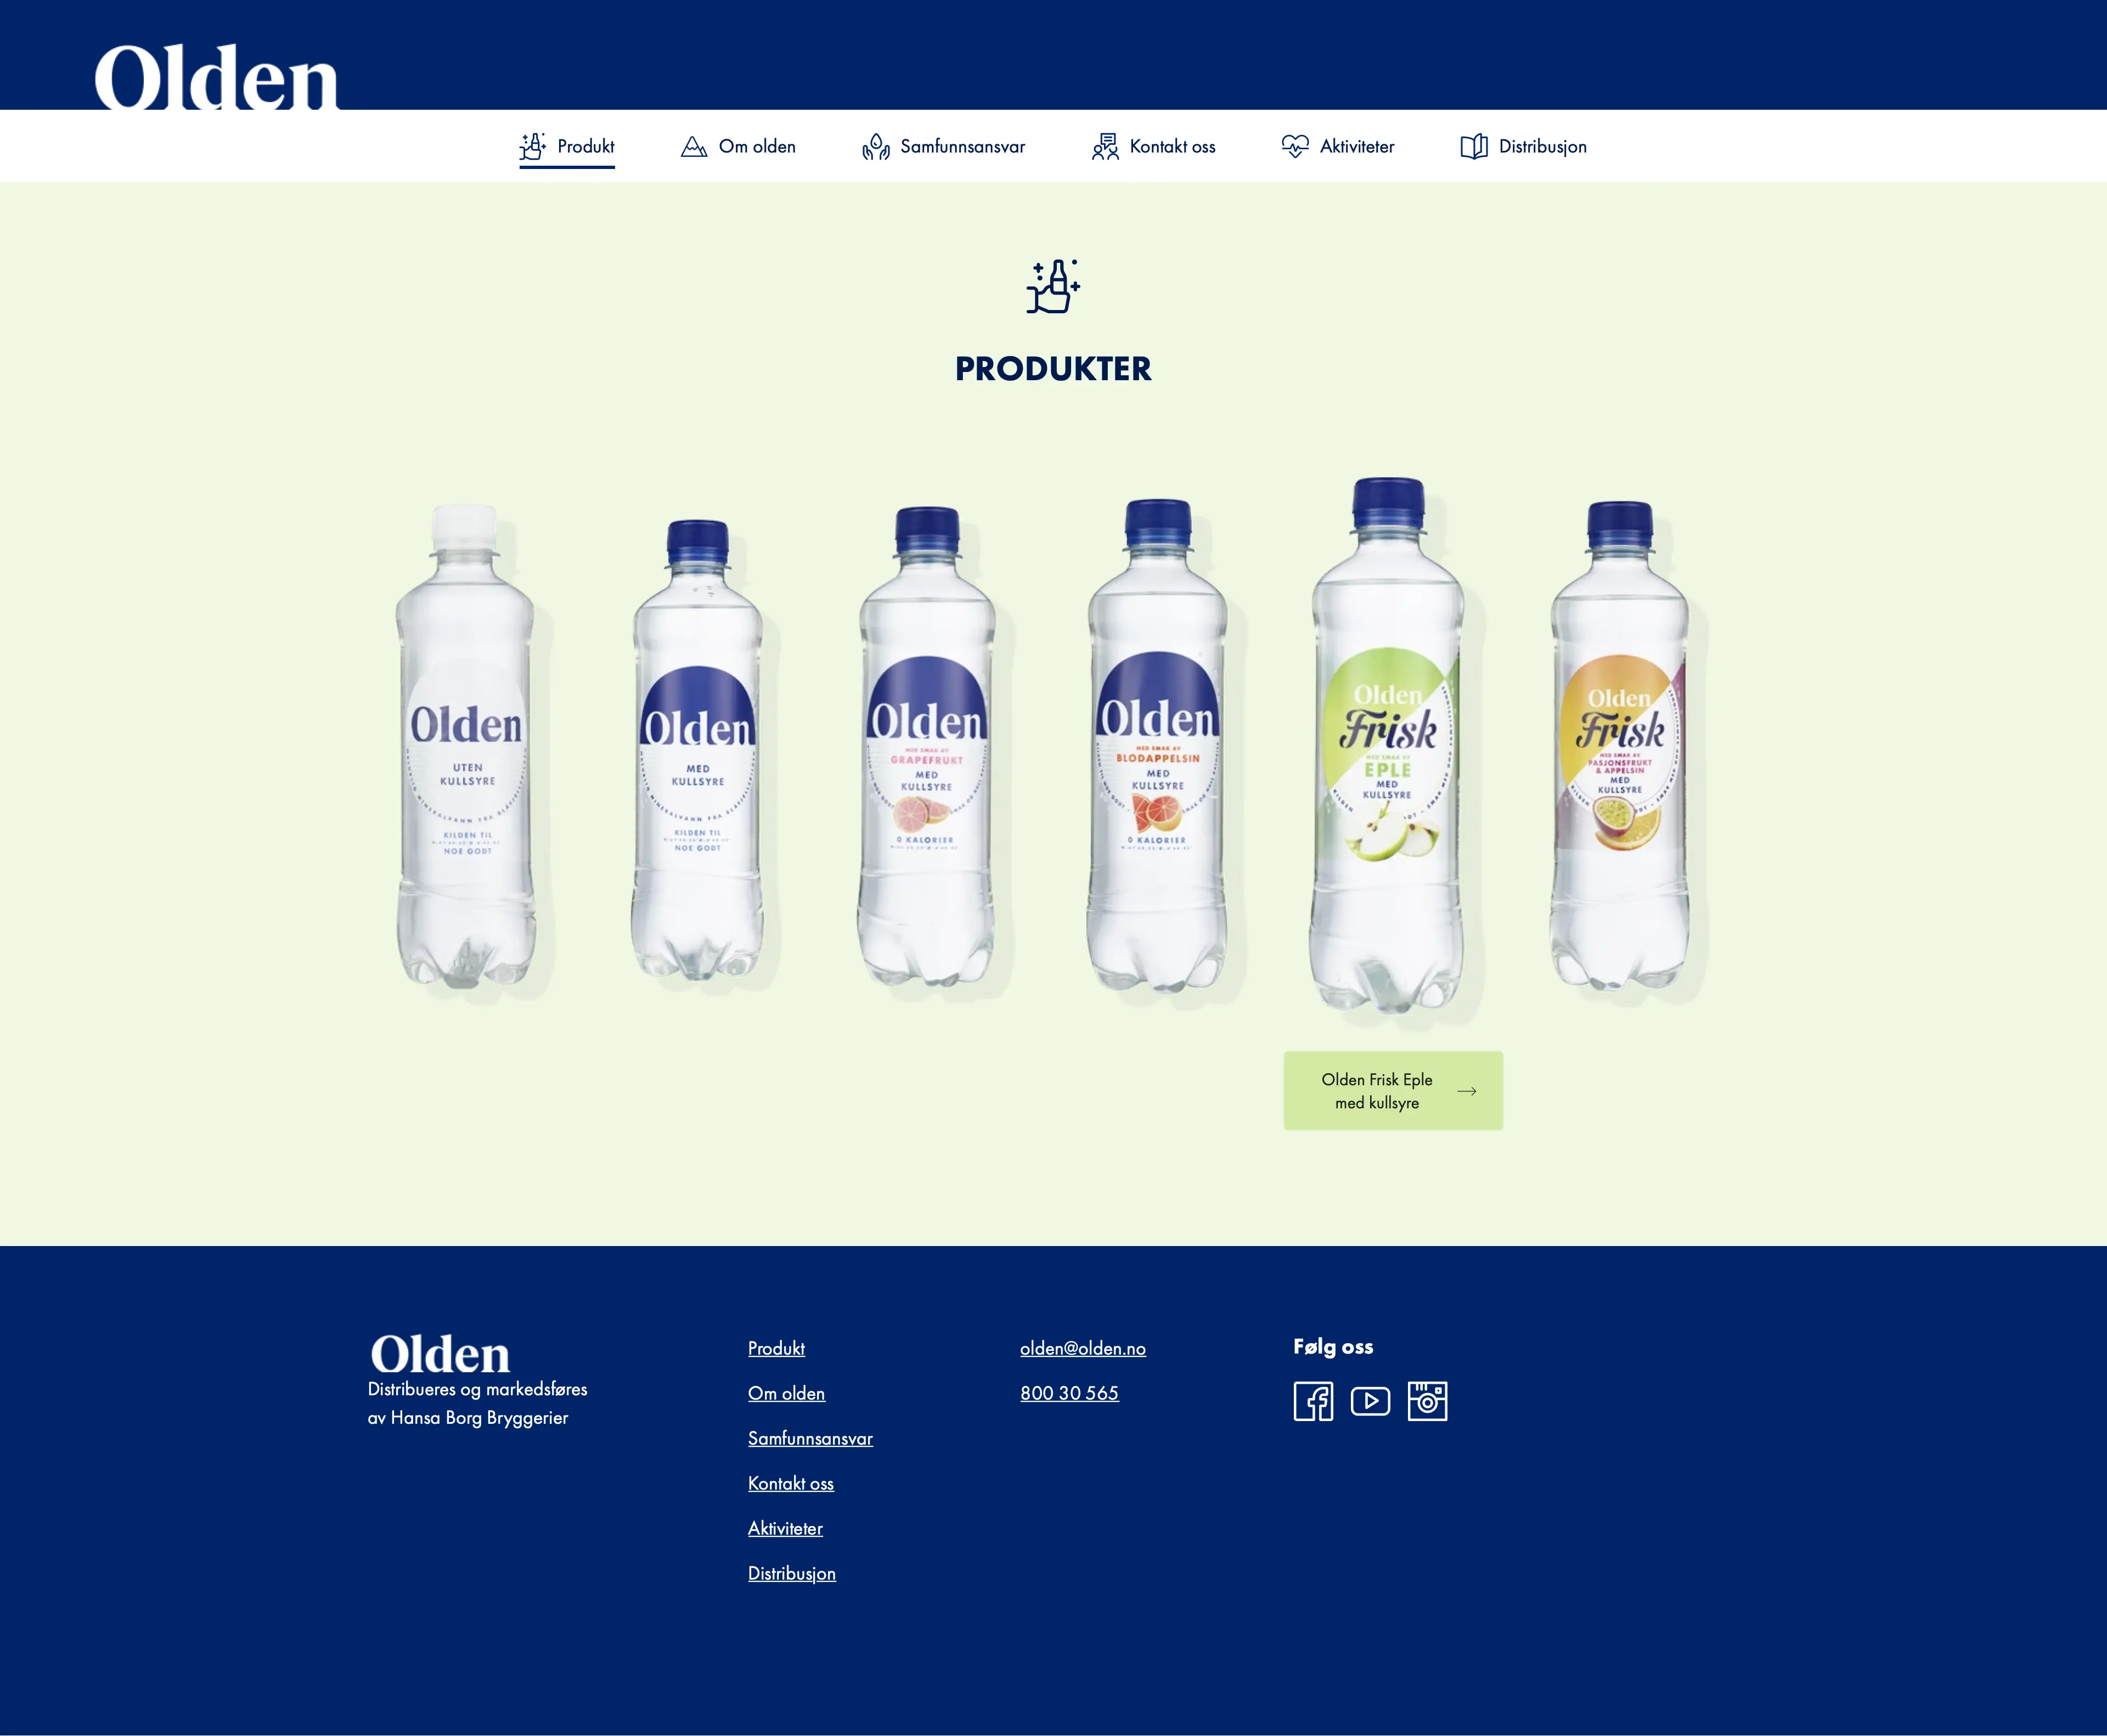 Olden
Produkt
Om olden
Samfunnsansvar
Kontakt oss
Aktiviteter
Distribusjon
PRODUKTER
Olden
UTEN
KULLSYRE
KILDEN TIL
NOE GODT
Olden
MED
KULLSYRE
KILDEN TIL
NOE GODT
Olden
MED SMAK AV
GRAPEFRUKT
MED
KULLSYRE
0 KALORIER
Olden
MED SMAK AV
BLODAPPELSIN
MED
KULLSYRE
0 KALORIER
Olden
Frisk
MED SMAK AV
EPLE
MED
KULLSYRE
Olden
Frisk
MED SMAK AV
PASJONSFRUKT
& APPELSIN
MED
KULLSYRE
Olden Frisk Eple
med kullsyre
Olden
Distribueres og markedsføres
av Hansa Borg Bryggerier
Produkt
Om olden
Samfunnsansvar
Kontakt oss
Aktiviteter
Distribusjon
olden@olden.no
800 30 565
Følg oss